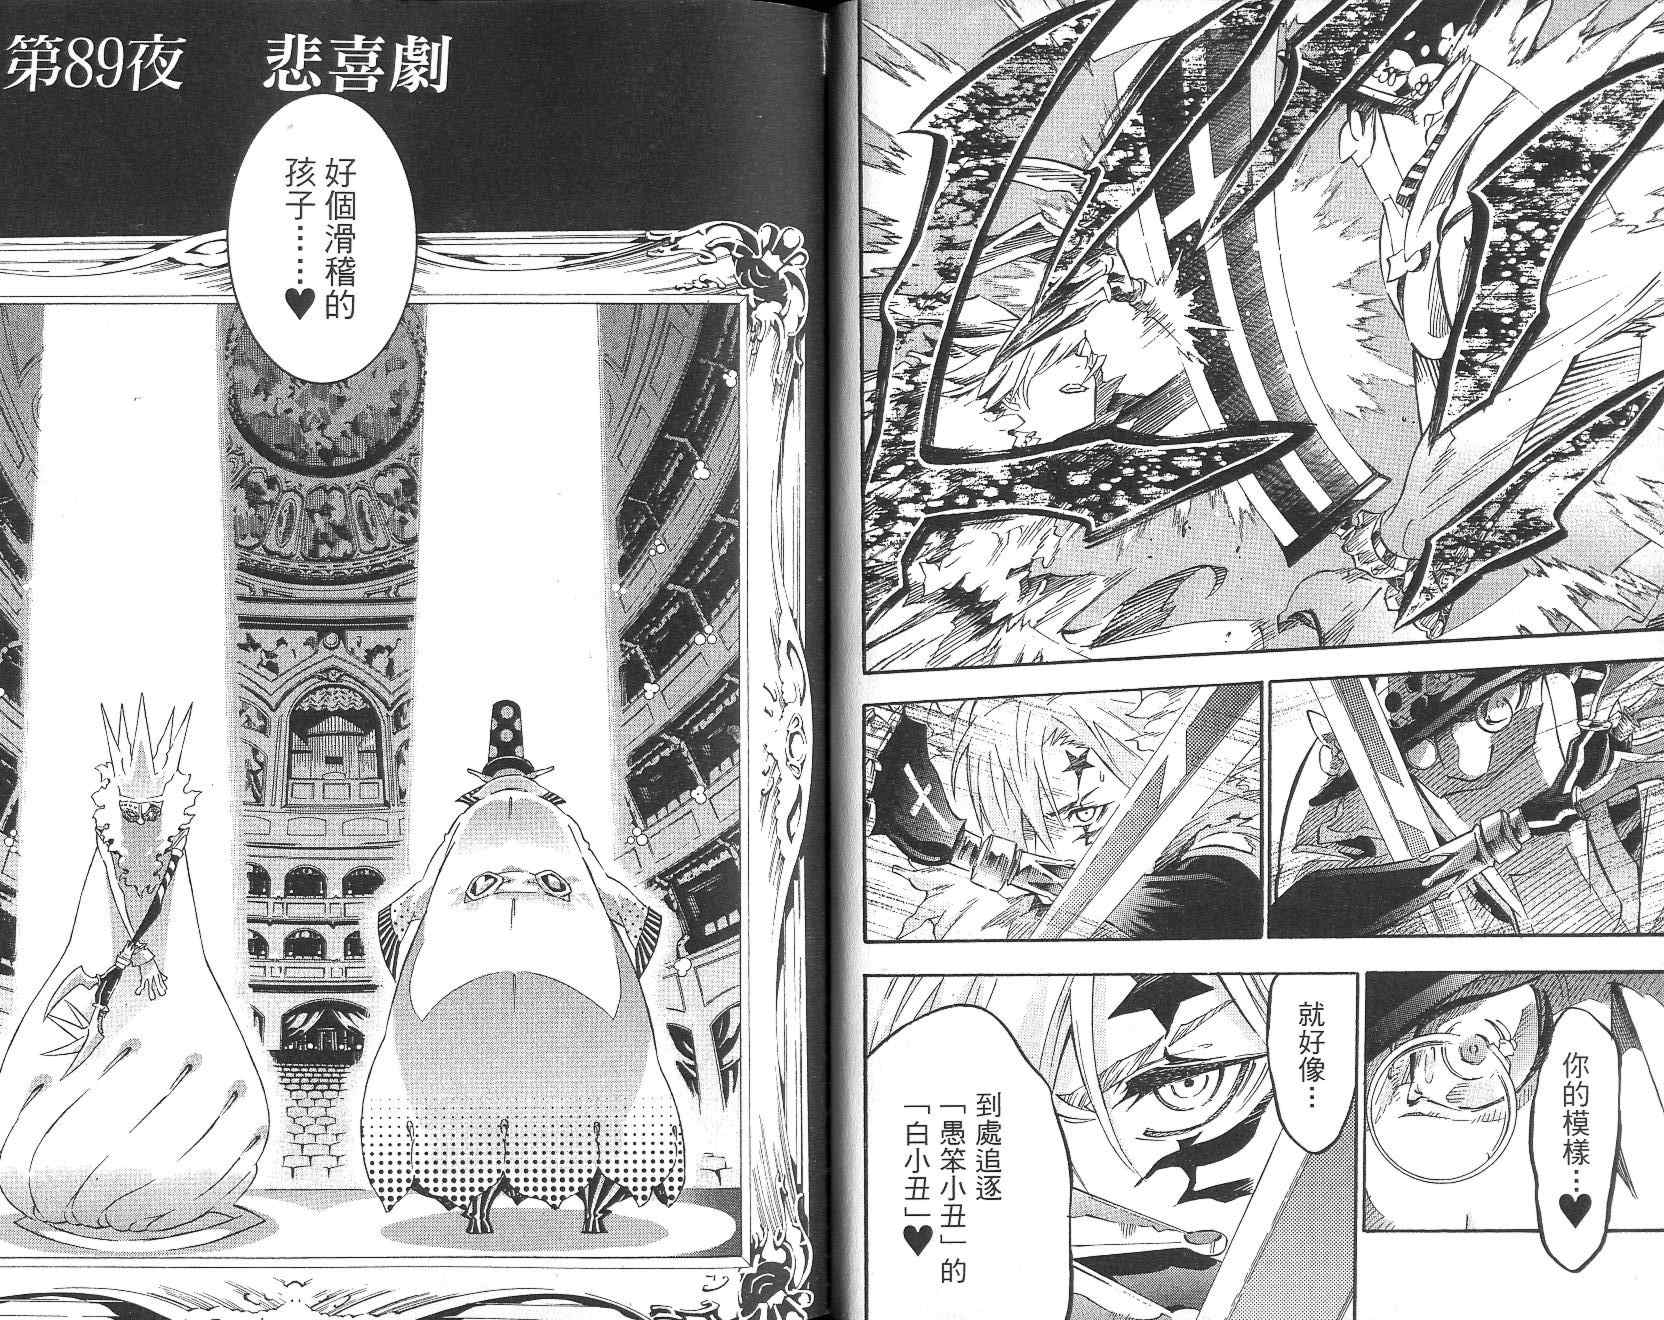 你的模樣…♥
就好像…
到處追逐
「愚笨小丑」的
「白小丑」♥
第89夜　悲喜劇
好個滑稽的
孩子……♥